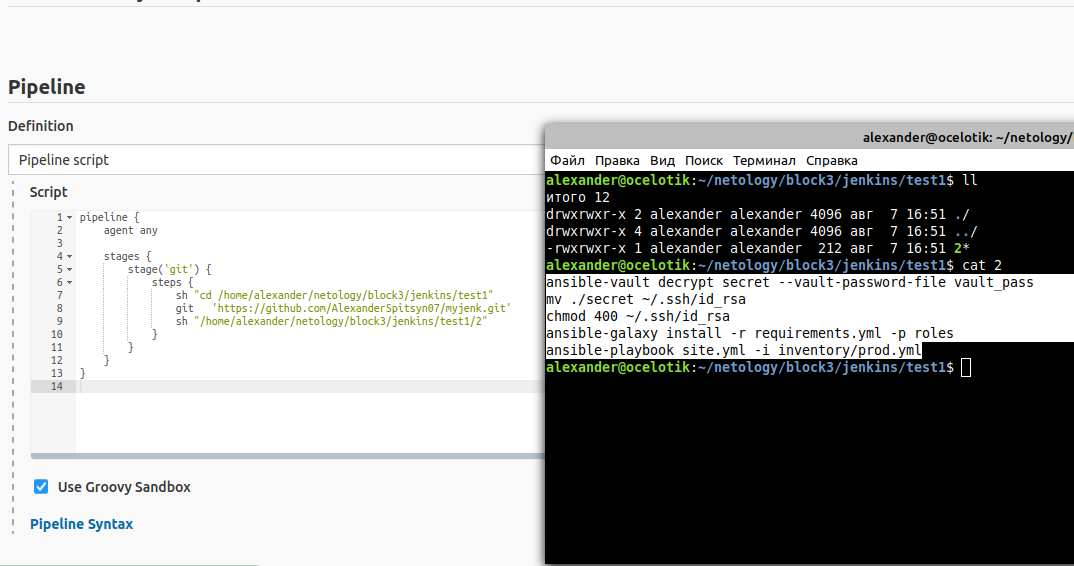 Pipeline
Definition
Pipeline script
Script
1 pipeline {
2 agent any
3
4 stages {
5 stage('git') {
6 steps {
7 sh "cd /home/alexander/netology/block3/jenkins/test1"
8 git 'https://github.com/AlexanderSpitsyn07/myjenk.git'
9 sh "/home/alexander/netology/block3/jenkins/test1/2"
10 }
11 }
12 }
13 }
14
Use Groovy Sandbox
Pipeline Syntax
alexander@ocelotik: ~/netology/
Файл Правка Вид Поиск Терминал Справка
alexander@ocelotik:~/netology/block3/jenkins/test1$ ll
итого 12
drwxrwxr-x 2 alexander alexander 4096 авг 7 16:51 ./
drwxrwxr-x 4 alexander alexander 4096 авг 7 16:51 ../
-rwxrwxr-x 1 alexander alexander 212 авг 7 16:51 2*
alexander@ocelotik:~/netology/block3/jenkins/test1$ cat 2
ansible-vault decrypt secret --vault-password-file vault_pass
mv ./secret ~/.ssh/id_rsa
chmod 400 ~/.ssh/id_rsa
ansible-galaxy install -r requirements.yml -p roles
ansible-playbook site.yml -i inventory/prod.yml
alexander@ocelotik:~/netology/block3/jenkins/test1$